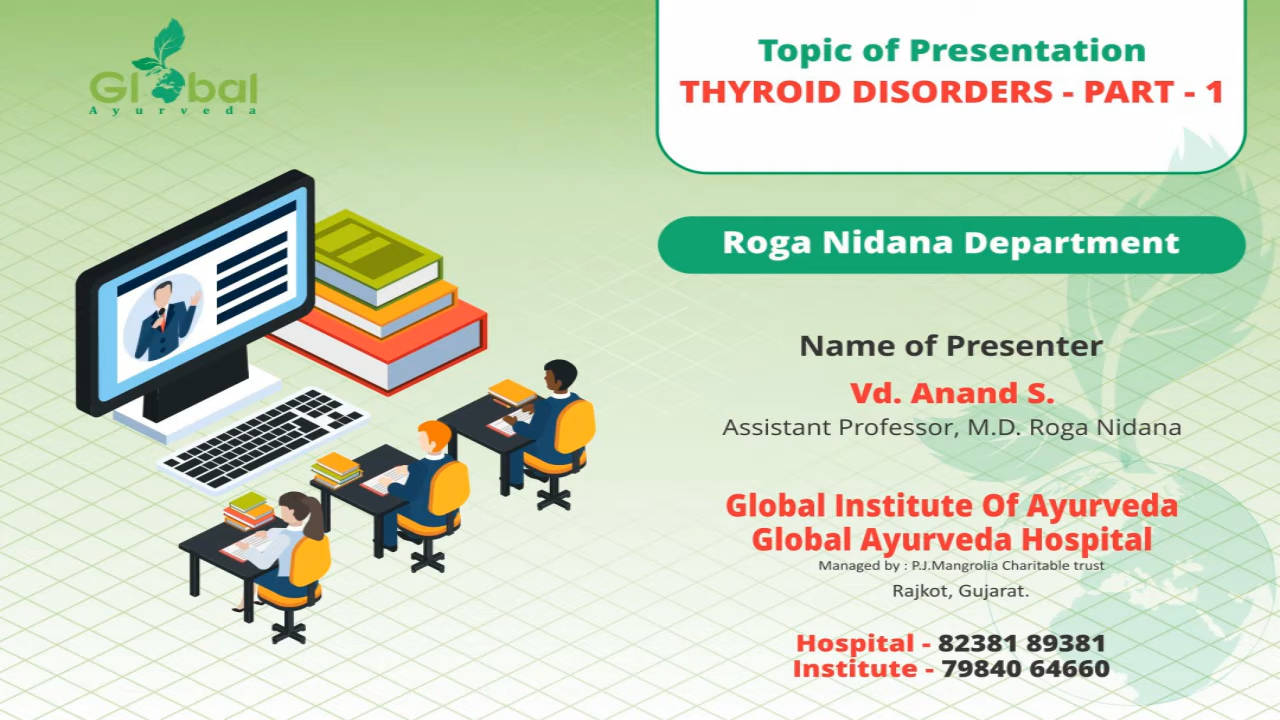 Global
Ayurveda
Topic of Presentation
THYROID DISORDERS - PART - 1
Roga Nidana Department
Name of Presenter
Vd. Anand S.
Assistant Professor, M.D. Roga Nidana
Global Institute Of Ayurveda
Global Ayurveda Hospital
Managed by : P.J.Mangrolia Charitable trust
Rajkot, Gujarat.
Hospital - 82381 89381
Institute - 79840 64660